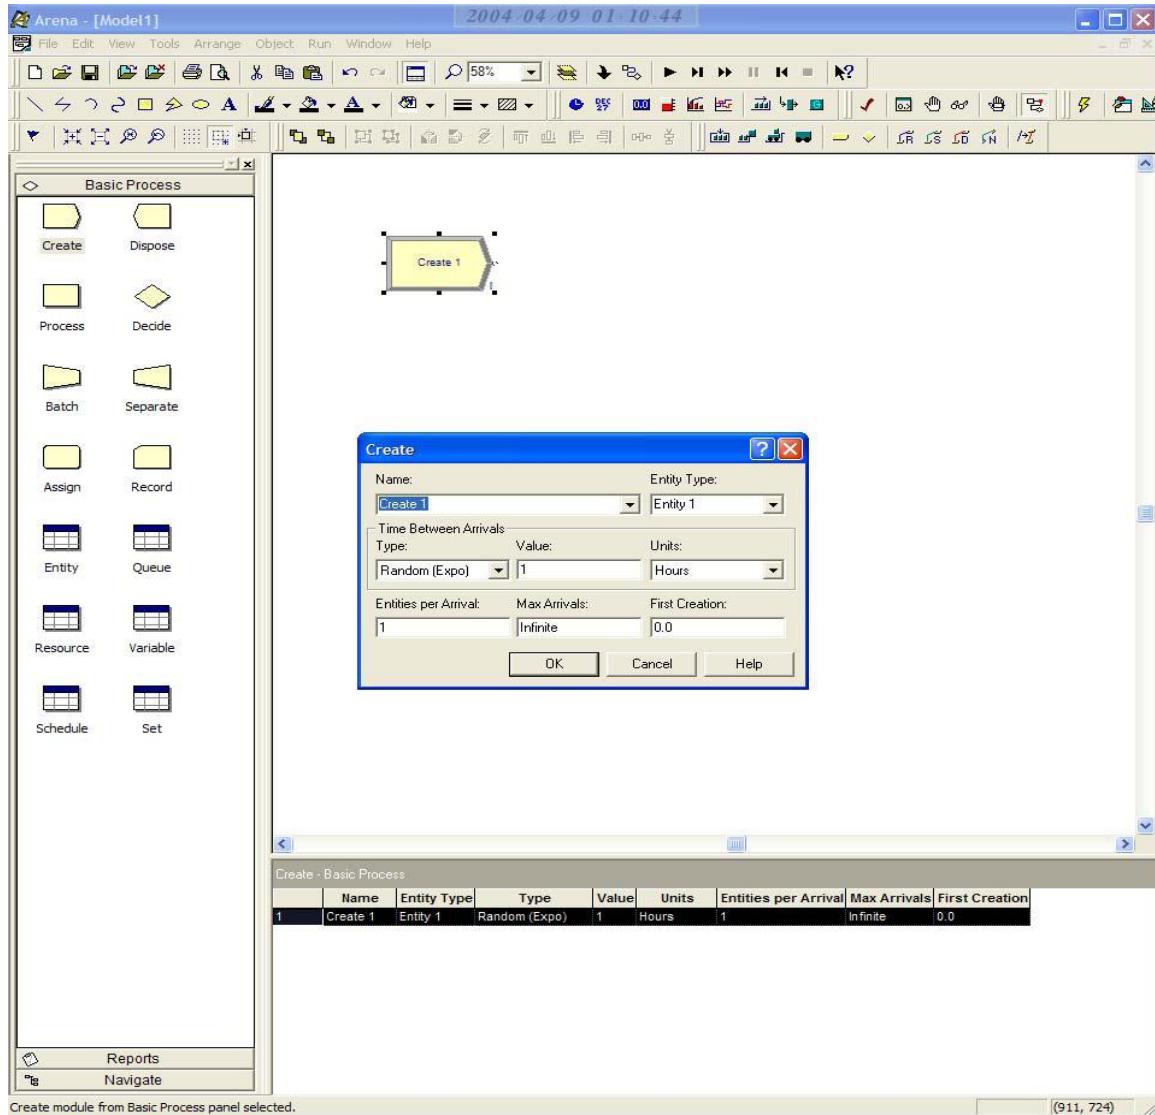 Arena - [Model1]
2004/04/09 01:10:44
File Edit View Tools Arrange Object Run Window Help
58%
Basic Process
Create Dispose
Process Decide
Batch Separate
Assign Record
Entity Queue
Resource Variable
Schedule Set
Reports
Navigate
Create 1
Create
Name: Entity Type:
Create 1 Entity 1
Time Between Arrivals
Type: Value: Units:
Random (Expo) 1 Hours
Entities per Arrival: Max Arrivals: First Creation:
1 Infinite 0.0
OK Cancel Help
Create - Basic Process
Name Entity Type Type Value Units Entities per Arrival Max Arrivals First Creation
1 Create 1 Entity 1 Random (Expo) 1 Hours 1 Infinite 0.0
Create module from Basic Process panel selected. (911, 724)